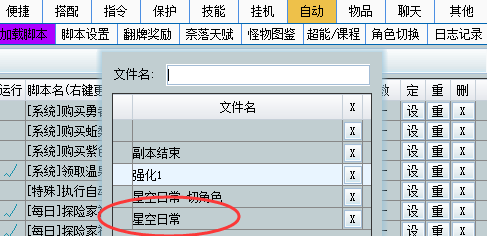 便捷 搭配 指令 保护 技能 挂机 自动 物品 聊天 其他
加载脚本 脚本设置 翻牌奖励 奈落天赋 怪物图鉴 超能/课程 角色切换 日志记录
文件名:
运行 脚本名(右键更 文件名 X 数 定 重 删
[系统]购买勇者 X 设 重 X
[系统]购买蚯蚓 副本结束 X 设 重 X
[系统]购买紫 强化1 X 设 重 X
[系统]领取温泉 星空日常 切角色 X 设 重 X
[特殊]执行自动 星空日常 X 设 重 X
[每日]探险家 设 重 X
[每日]探险家 设 重 X